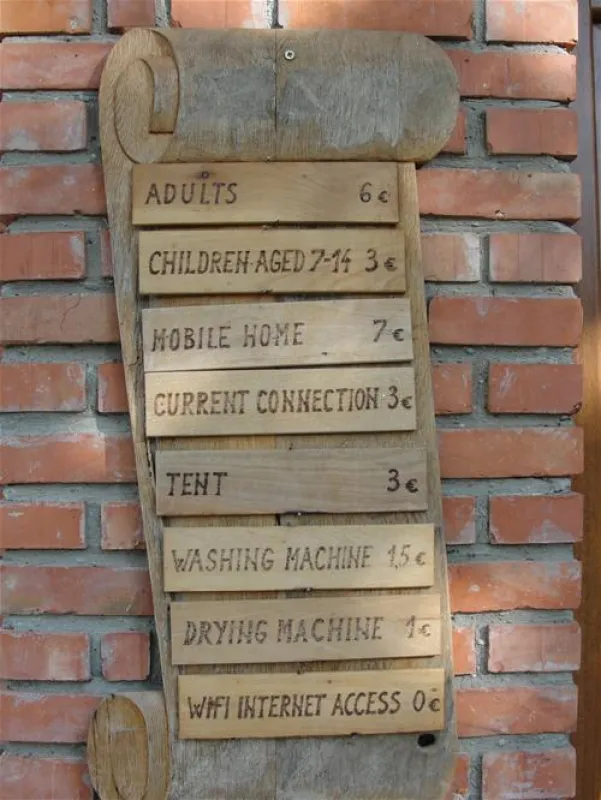 ADULTS 6€
CHILDREN AGED 7-14 3€
MOBILE HOME 7€
CURRENT CONNECTION 3€
TENT 3€
WASHING MACHINE 1,5€
DRYING MACHINE 1€
WIFI INTERNET ACCESS 0€